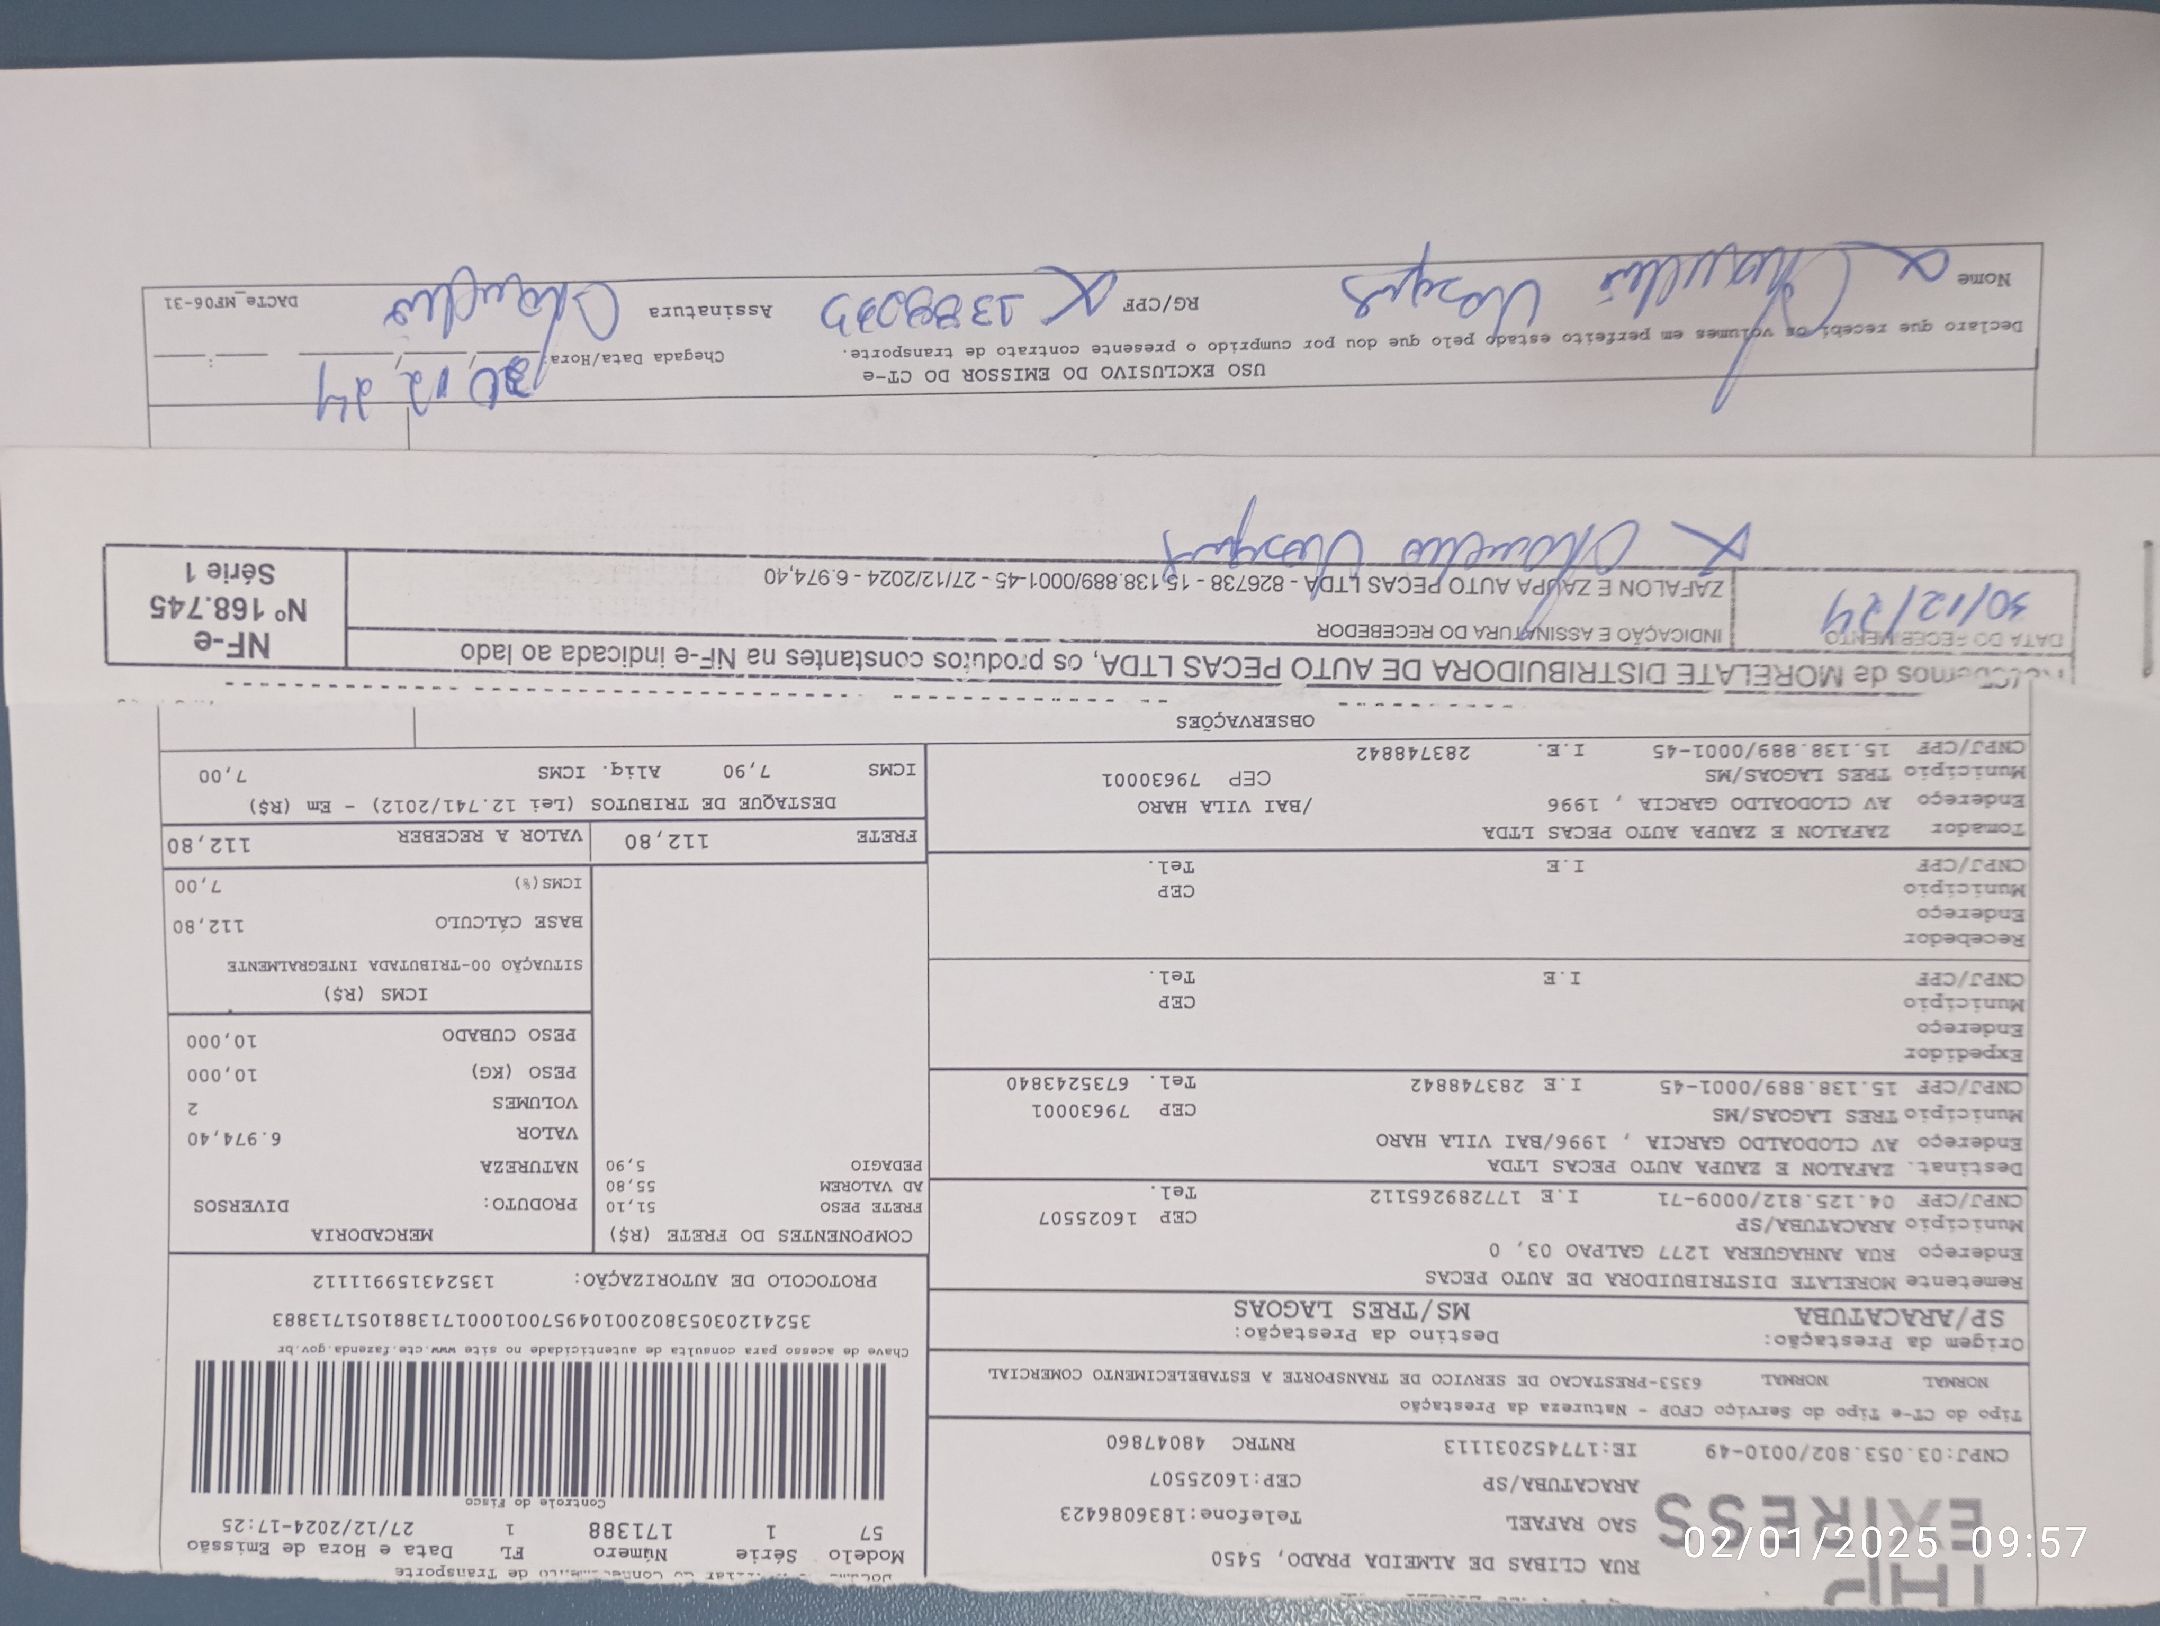 EXPRESS
RUA CLIBAS DE ALMEIDA PRADO, 5450
SAO RAFAEL Telefone:1836086423
ARACATUBA/SP CEP:16025507
CNPJ:03.053.802/0010-49 IE:177452031113 RNTRC 48047860
de Transporte
Modelo Série Número FL Data e Hora de Emissão
57 1 171388 1 27/12/2024-17:25
Controle do Fisco
Chave de acesso para consulta de autenticidade no site www.cte.fazenda.gov.br
35241203053802001049570010001713881051713883
PROTOCOLO DE AUTORIZAÇÃO: 135243159911112
Tipo do CT-e Tipo do Serviço CFOP - Natureza da Prestação
NORMAL NORMAL 6353-PRESTACAO DE SERVICO DE TRANSPORTE A ESTABELECIMENTO COMERCIAL
Origem da Prestação: Destino da Prestação:
SP/ARACATUBA MS/TRES LAGOAS
Remetente MORELATE DISTRIBUIDORA DE AUTO PECAS
Endereço RUA ANHAGUERA 1277 GALPAO 03, 0
Município ARACATUBA/SP CEP 16025507
CNPJ/CPF 04.125.812/0009-71 I.E 177289265112 Tel.
Destinat. ZAFALON E ZAUPA AUTO PECAS LTDA
Endereço AV CLODOALDO GARCIA , 1996/BAI VILA HARO
Município TRES LAGOAS/MS CEP 79630001
CNPJ/CPF 15.138.889/0001-45 I.E 283748842 Tel. 6735243840
Expedidor
Endereço
Município CEP
CNPJ/CPF I.E Tel.
Recebedor
Endereço
Município CEP
CNPJ/CPF I.E Tel.
Tomador ZAFALON E ZAUPA AUTO PECAS LTDA
Endereço AV CLODOALDO GARCIA , 1996 /BAI VILA HARO
Município TRES LAGOAS/MS CEP 79630001
CNPJ/CPF 15.138.889/0001-45 I.E. 283748842
COMPONENTES DO FRETE (R$)
FRETE PESO 51,10
AD VALOREM 55,80
PEDAGIO 5,90
MERCADORIA
PRODUTO: DIVERSOS
NATUREZA
VALOR 6.974,40
VOLUMES 2
PESO (KG) 10,000
PESO CUBADO 10,000
ICMS (R$)
SITUAÇÃO 00-TRIBUTADA INTEGRALMENTE
BASE CÁLCULO 112,80
ICMS(%) 7,00
FRETE 112,80 VALOR A RECEBER 112,80
DESTAQUE DE TRIBUTOS (Lei 12.741/2012) - Em (R$)
ICMS 7,90 Aliq. ICMS 7,00
OBSERVAÇÕES
de MORELATE DISTRIBUIDORA DE AUTO PECAS LTDA, os produtos constantes na NF-e indicada ao lado
DATA DO RECEBIMENTO INDICAÇÃO E ASSINATURA DO RECEBEDOR
30/12/24
ZAFALON E ZAUPA AUTO PECAS LTDA - 826738 - 15.138.889/0001-45 - 27/12/2024 - 6.974,40
NF-e
Nº 168.745
Série 1
USO EXCLUSIVO DO EMISSOR DO CT-e
Declaro que recebi os volumes em perfeito estado pelo que dou por cumprido o presente contrato de transporte.
Chegada Data/Hora: 30 12 24
Nome RG/CPF Assinatura DACTe_MF06-31
02/01/2025 09:57